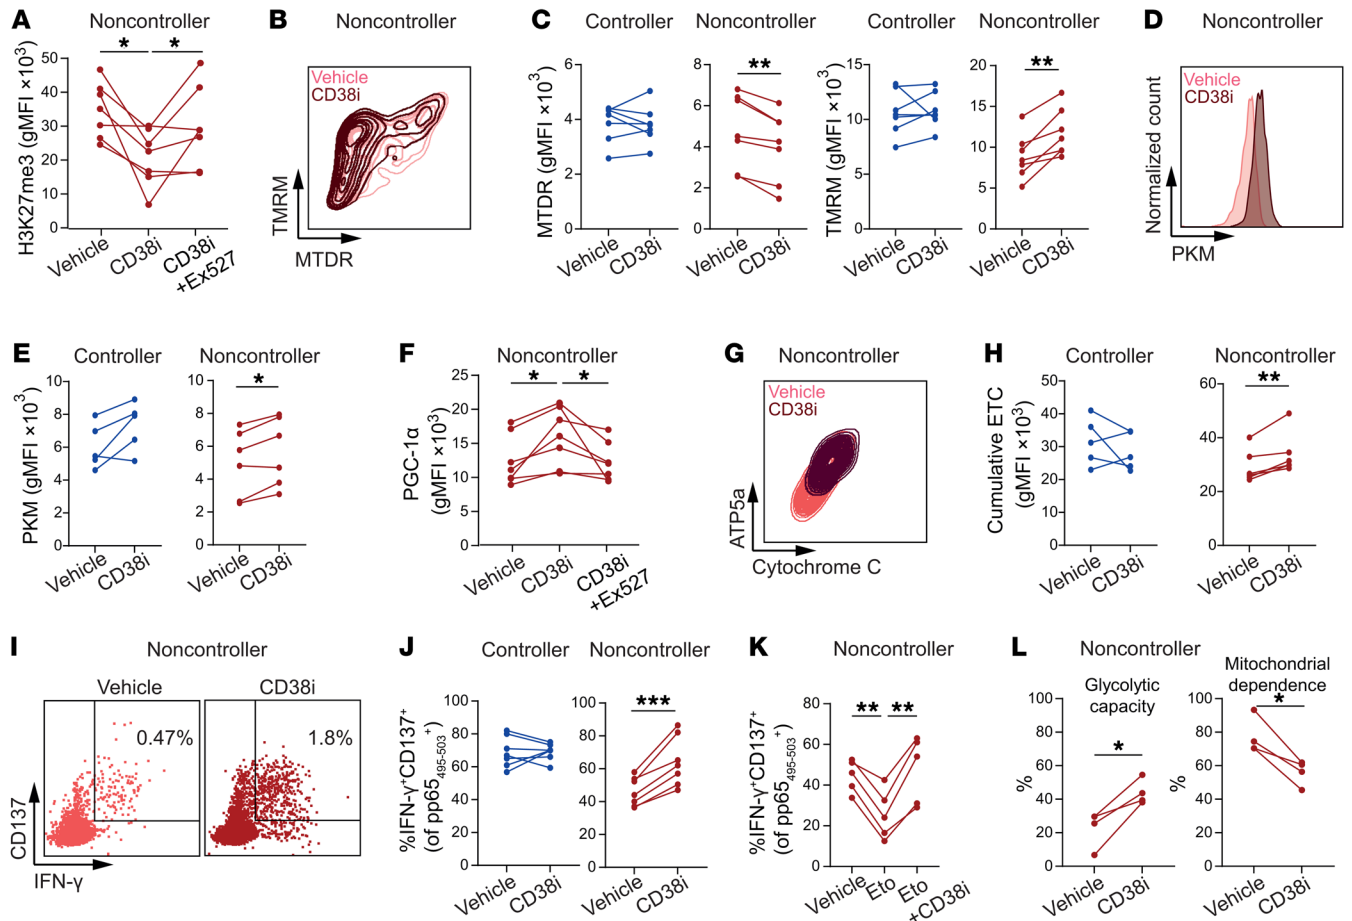 A
Noncontroller
* *
H3K27me3 (gMFI ×10³)
50
40
30
20
10
0
Vehicle
CD38i
CD38i
+Ex527
B
Noncontroller
Vehicle
CD38i
TMRM
MTDR
C
Controller
MTDR (gMFI ×10³)
6
4
2
0
Vehicle
CD38i
Noncontroller
**
8
6
4
2
0
Vehicle
CD38i
Controller
TMRM (gMFI ×10³)
15
10
5
0
Vehicle
CD38i
Noncontroller
**
20
15
10
5
0
Vehicle
CD38i
D
Noncontroller
Vehicle
CD38i
Normalized count
PKM
E
Controller
PKM (gMFI ×10³)
10
8
6
4
2
0
Vehicle
CD38i
Noncontroller
*
10
8
6
4
2
0
Vehicle
CD38i
F
Noncontroller
* *
PGC-1α
(gMFI ×10³)
25
20
15
10
5
0
Vehicle
CD38i
CD38i
+Ex527
G
Noncontroller
Vehicle
CD38i
ATP5a
Cytochrome C
H
Controller
Cumulative ETC
(gMFI ×10³)
50
40
30
20
10
0
Vehicle
CD38i
Noncontroller
**
60
40
20
0
Vehicle
CD38i
I
Noncontroller
Vehicle
0.47%
CD38i
1.8%
CD137
IFN-γ
J
Controller
%IFN-γ⁺CD137⁺
(of pp65₄₉₅₋₅₀₃⁺)
100
80
60
40
20
0
Vehicle
CD38i
Noncontroller
***
100
80
60
40
20
0
Vehicle
CD38i
K
Noncontroller
** **
%IFN-γ⁺CD137⁺
(of pp65₄₉₅₋₅₀₃⁺)
80
60
40
20
0
Vehicle
Eto
Eto
+CD38i
L
Noncontroller
Glycolytic
capacity
*
%
100
80
60
40
20
0
Vehicle
CD38i
Mitochondrial
dependence
*
%
100
80
60
40
20
0
Vehicle
CD38i